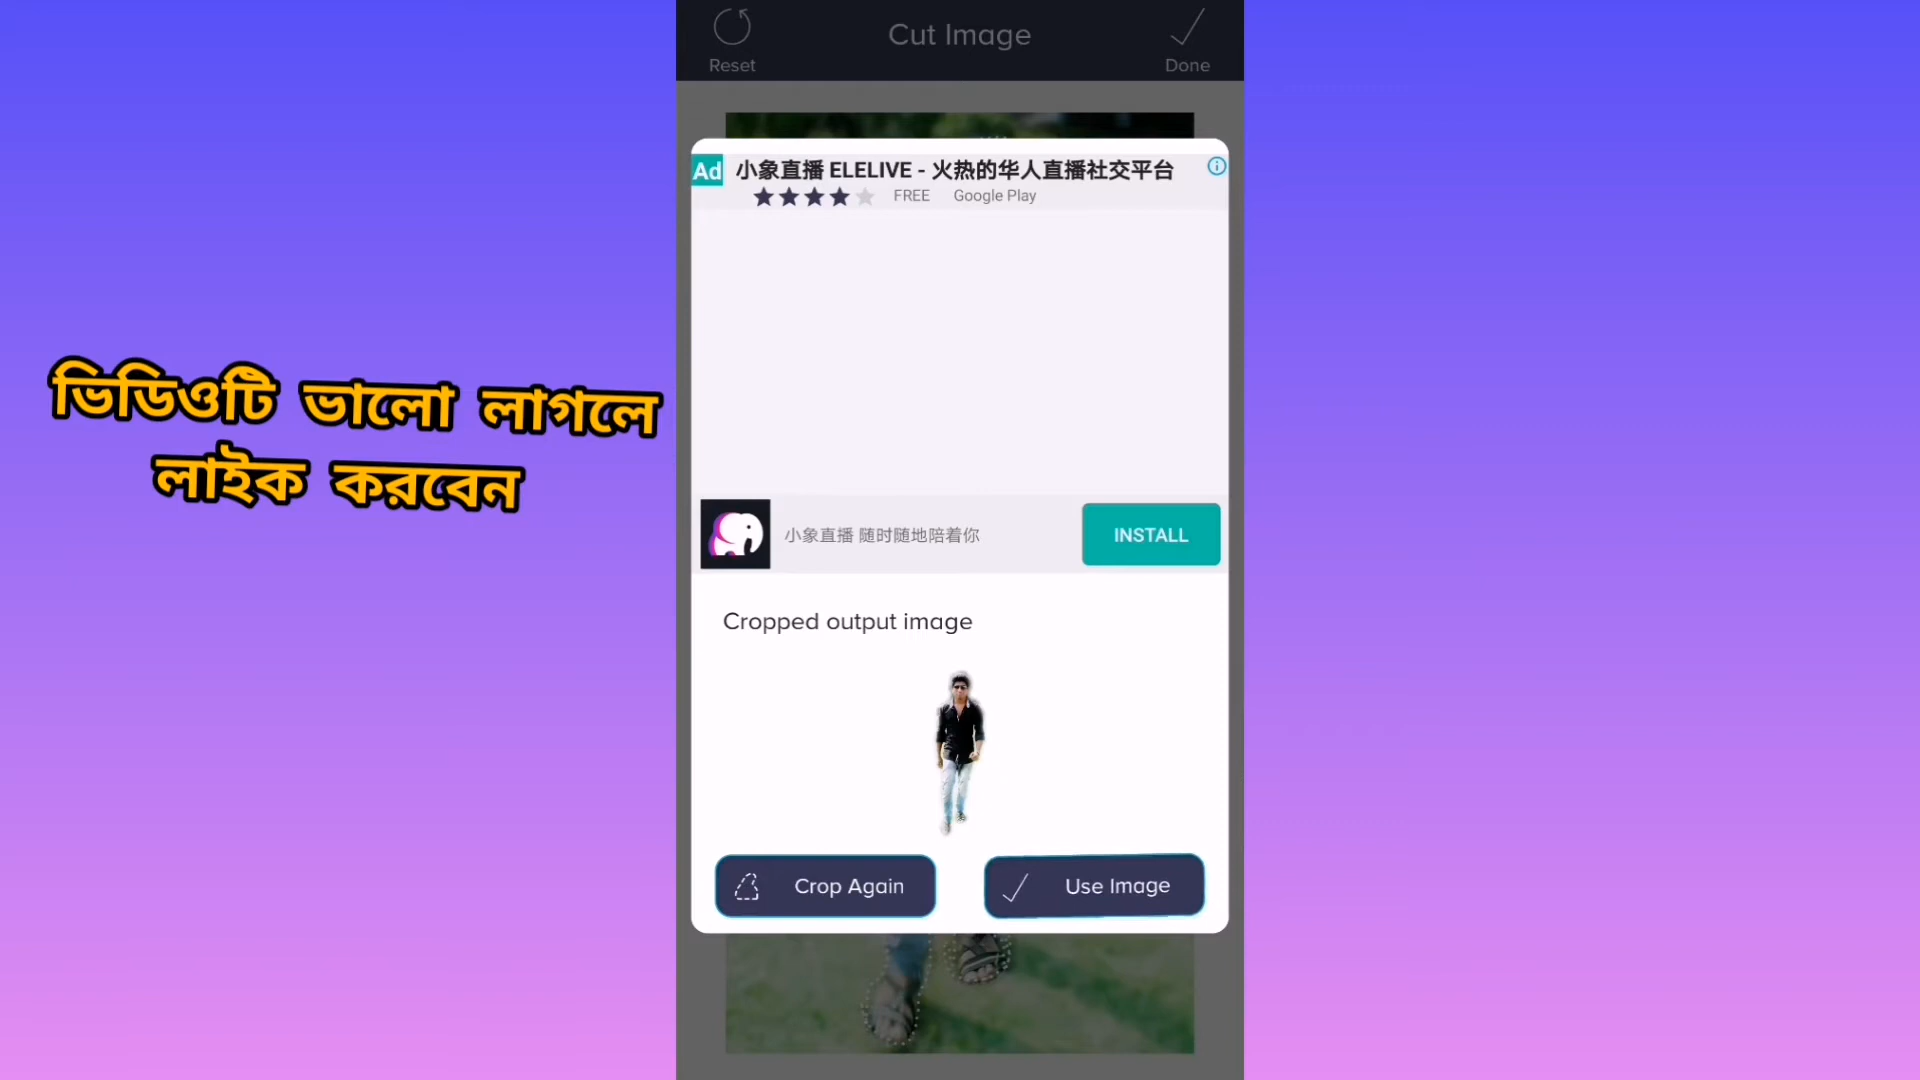 Cut Image
Reset
Done
Ad
小象直播 ELELIVE - 火热的华人直播社交平台
FREE Google Play
ভিডিওটি ভালো লাগলে
লাইক করবেন
小象直播 随时随地陪着你
INSTALL
Cropped output image
Crop Again
Use Image